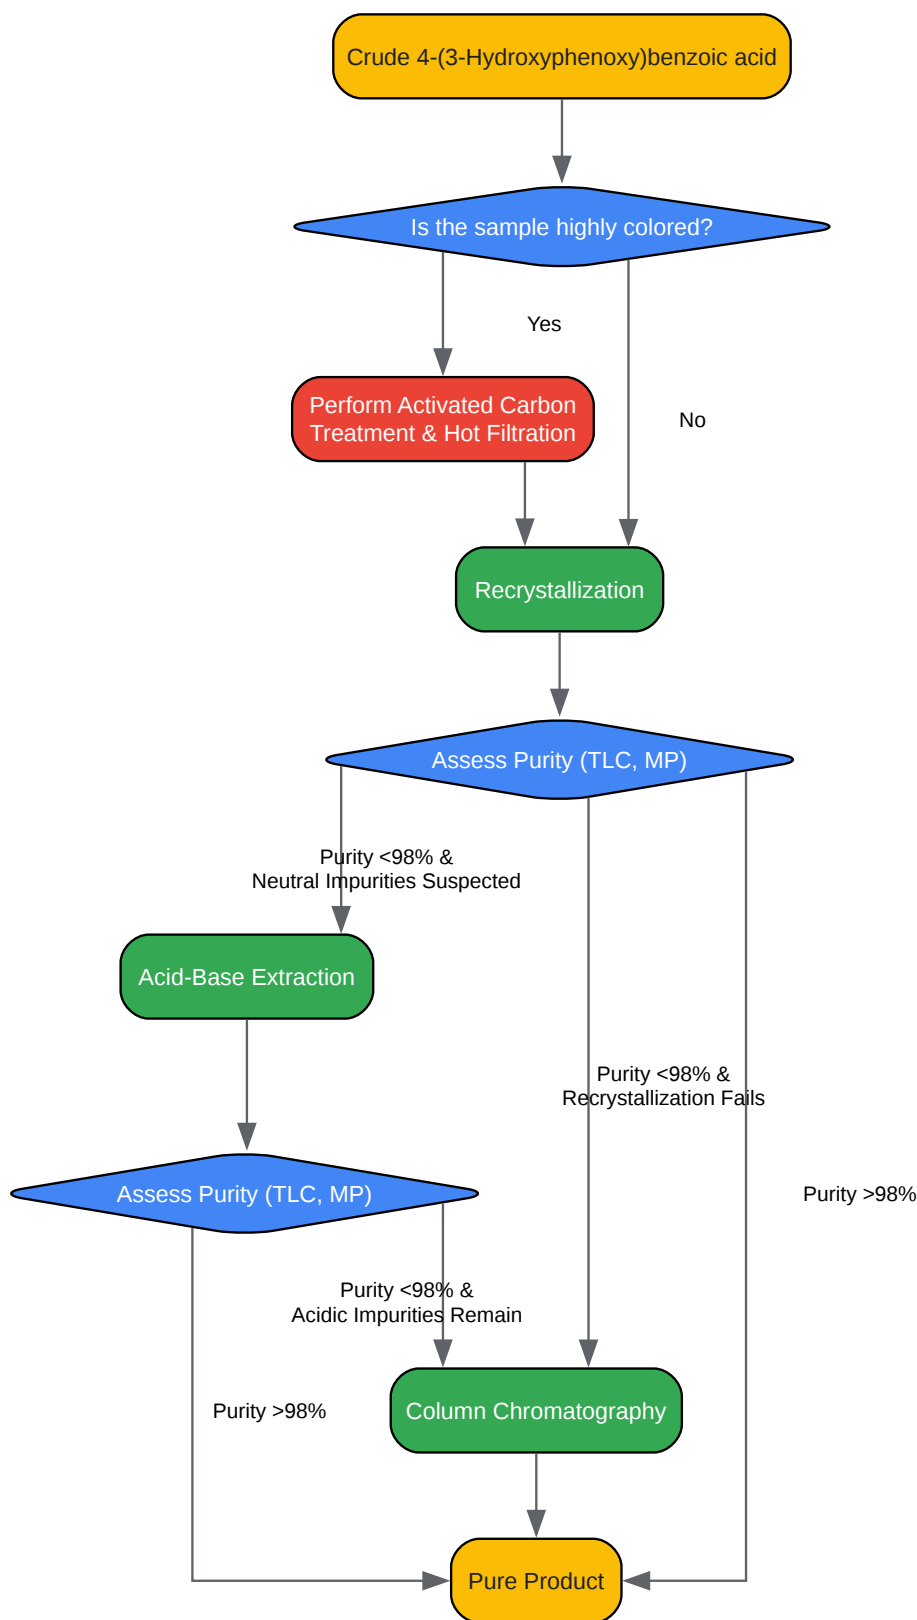 Crude 4-(3-Hydroxyphenoxy)benzoic acid
Is the sample highly colored?
Yes
Perform Activated Carbon
Treatment & Hot Filtration
No
Recrystallization
Assess Purity (TLC, MP)
Purity <98% &
Neutral Impurities Suspected
Acid-Base Extraction
Purity <98% &
Recrystallization Fails
Assess Purity (TLC, MP)
Purity >98%
Purity <98% &
Acidic Impurities Remain
Purity >98%
Column Chromatography
Pure Product